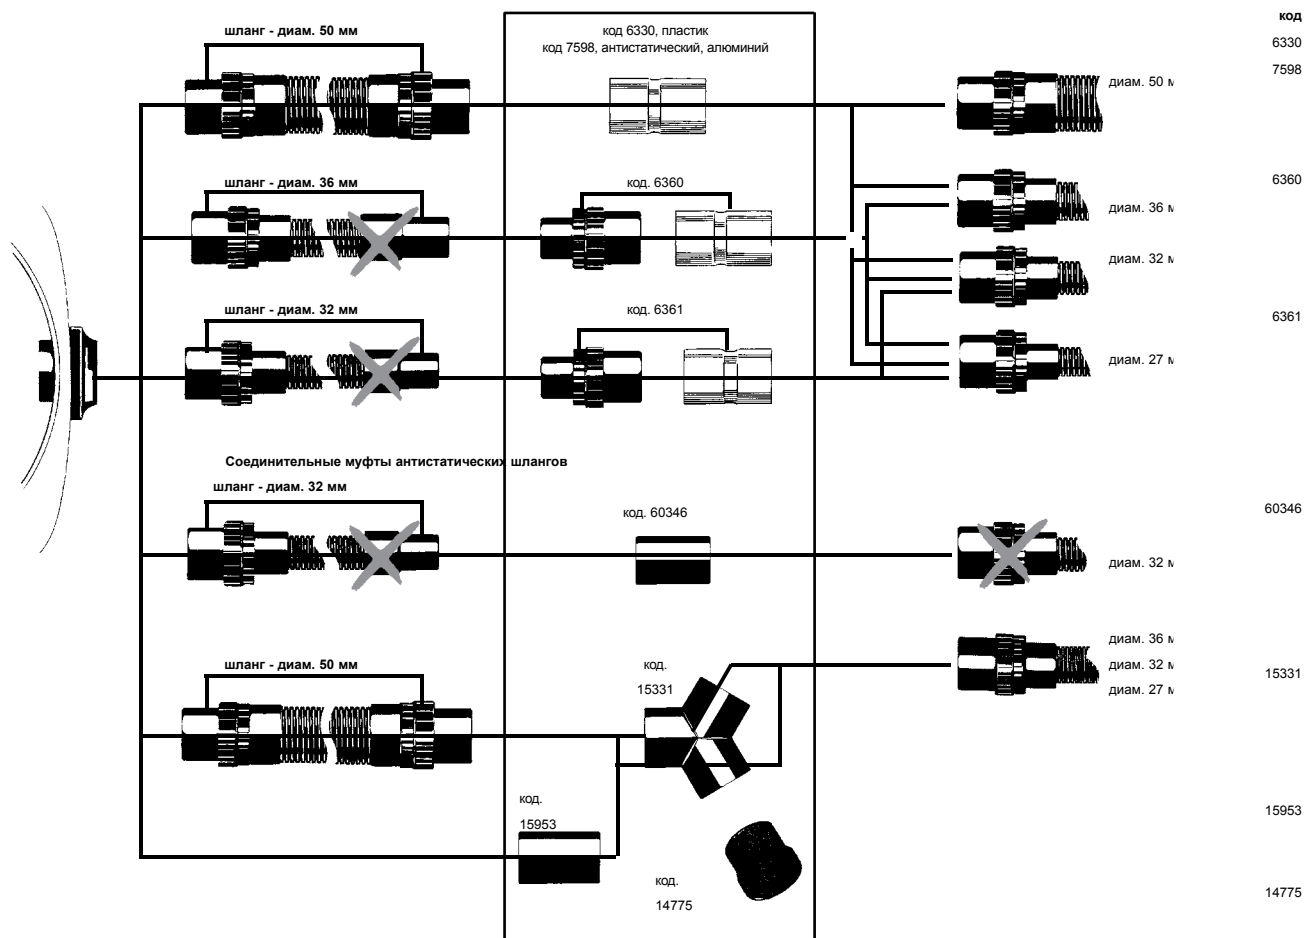 шланг - диам. 50 мм
код 6330, пластик
код 7598, антистатический, алюминий
код
6330
7598
диам. 50 м
шланг - диам. 36 мм
код. 6360
6360
диам. 36 м
диам. 32 м
шланг - диам. 32 мм
код. 6361
6361
диам. 27 м
Соединительные муфты антистатических шлангов
шланг - диам. 32 мм
код. 60346
60346
диам. 32 м
шланг - диам. 50 мм
код.
15331
диам. 36 м
диам. 32 м
диам. 27 м
15331
код.
15953
15953
код.
14775
14775